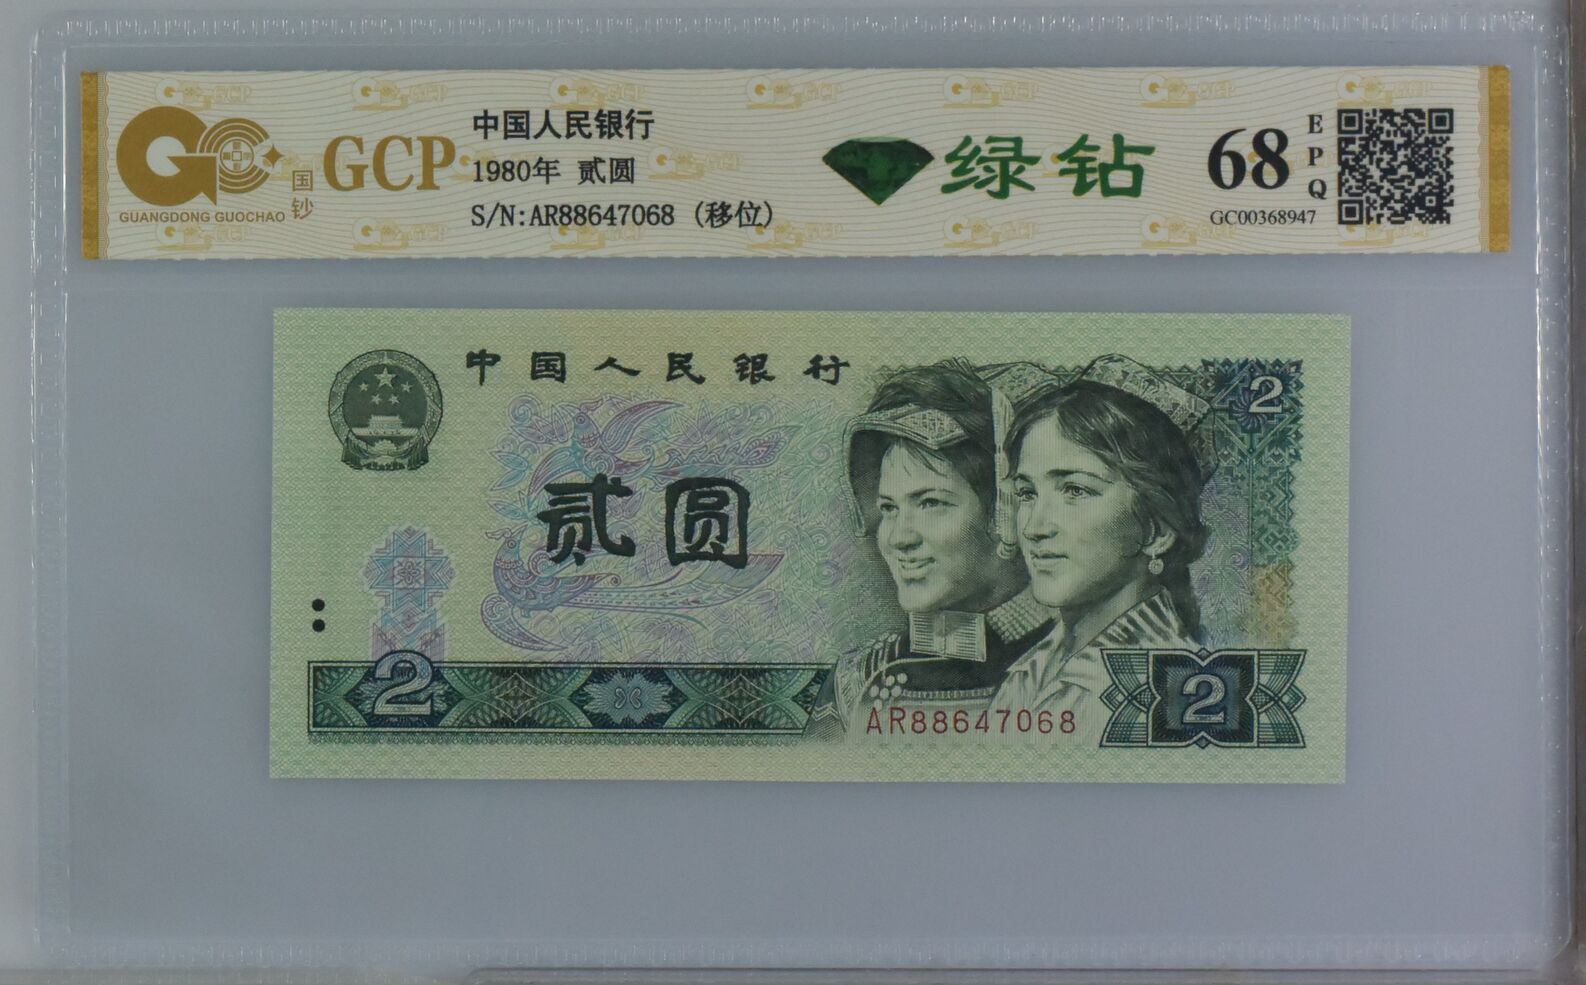 GCP
国钞
GUANGDONG GUOCHAO
中国人民银行
1980年 贰圆
S/N:AR88647068 (移位)
绿钻
68
EPQ
GC00368947
中国人民银行
2
贰圆
2
AR88647068
2